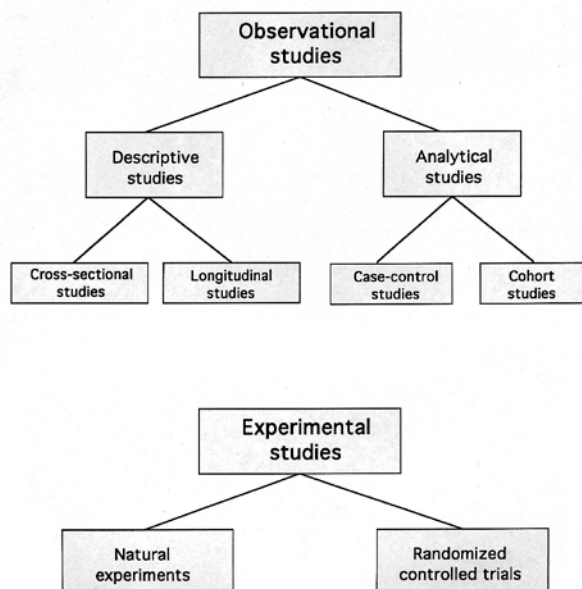 Observational
studies
Descriptive
studies
Analytical
studies
Cross-sectional
studies
Longitudinal
studies
Case-control
studies
Cohort
studies
Experimental
studies
Natural
experiments
Randomized
controlled trials